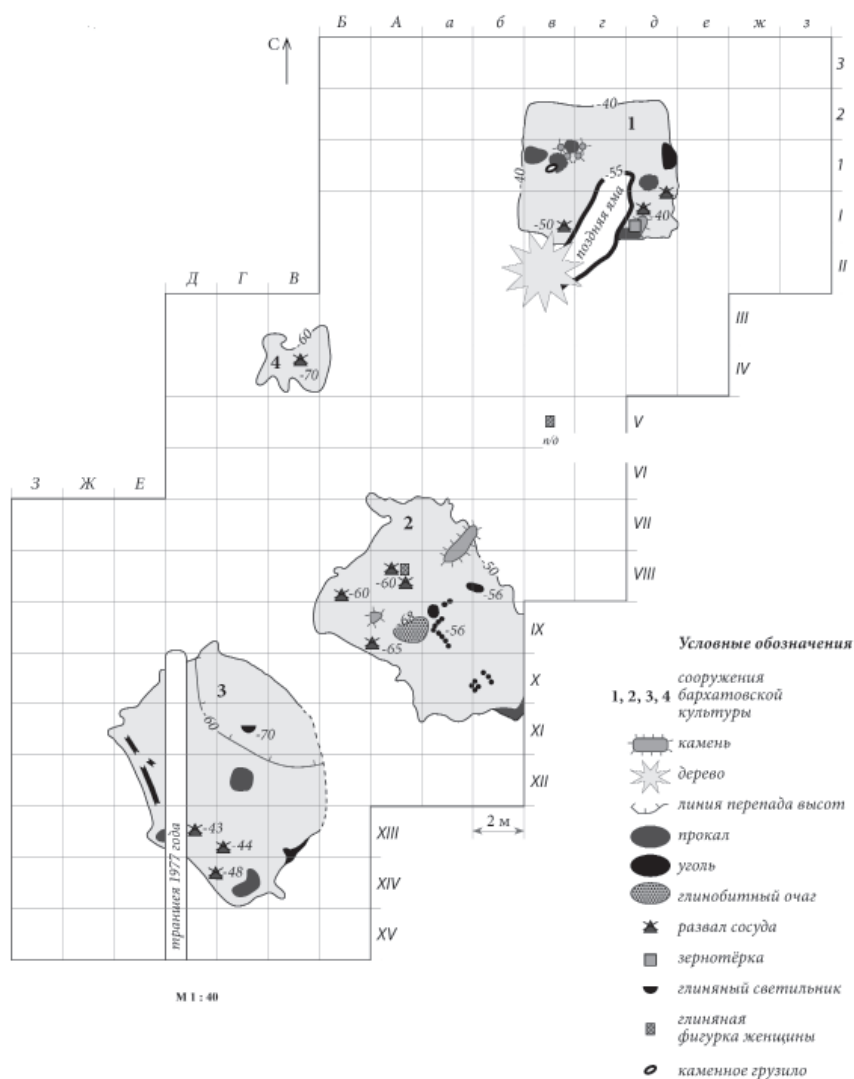 Б А а б в г д е ж з
С
3
2
1
I
II
1
-40
-40
-55
-50
-40
поздняя яма
Д Г В
III
IV
-60
4
-70
V
п/о
VI
З Ж Е
2
VII
-50
VIII
-60
-60
-56
-63
-56
IX
-65
X
3
-60
-70
XI
XII
2 м
-43
XIII
-44
-48
XIV
траншея 1977 года
XV
М 1 : 40
Условные обозначения
1, 2, 3, 4 сооружения
бархатовской
культуры
камень
дерево
линия перепада высот
прокал
уголь
глинобитный очаг
развал сосуда
зернотёрка
глиняный светильник
глиняная
фигурка женщины
каменное грузило